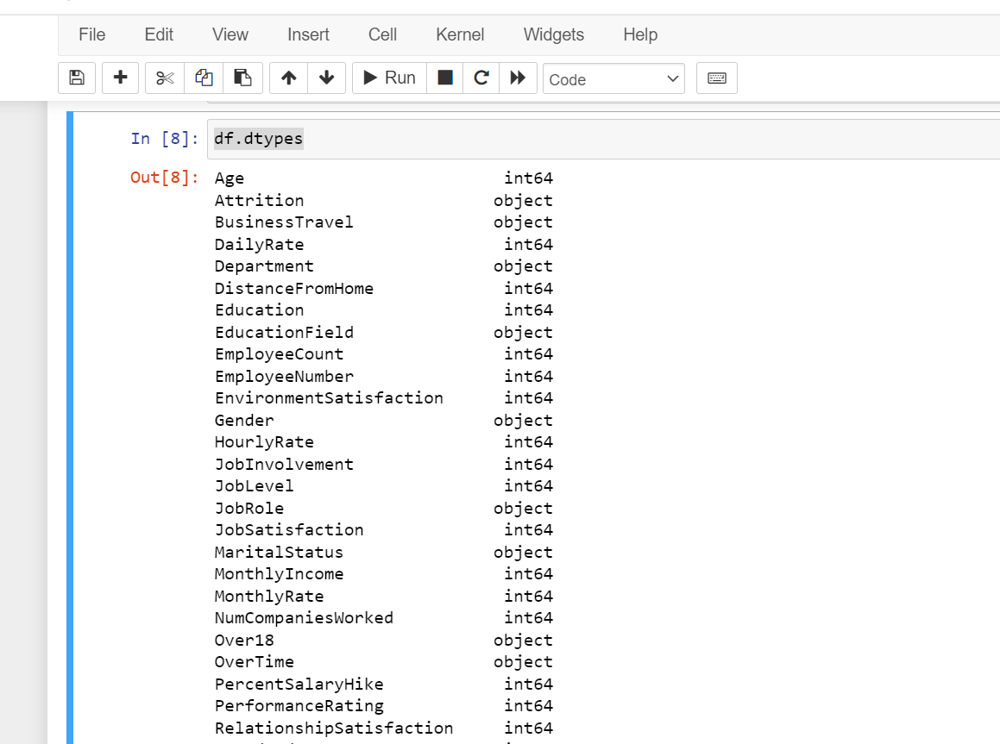 File Edit View Insert Cell Kernel Widgets Help
Run Code
In [8]: df.dtypes
Out[8]: Age int64
Attrition object
BusinessTravel object
DailyRate int64
Department object
DistanceFromHome int64
Education int64
EducationField object
EmployeeCount int64
EmployeeNumber int64
EnvironmentSatisfaction int64
Gender object
HourlyRate int64
JobInvolvement int64
JobLevel int64
JobRole object
JobSatisfaction int64
MaritalStatus object
MonthlyIncome int64
MonthlyRate int64
NumCompaniesWorked int64
Over18 object
OverTime object
PercentSalaryHike int64
PerformanceRating int64
RelationshipSatisfaction int64